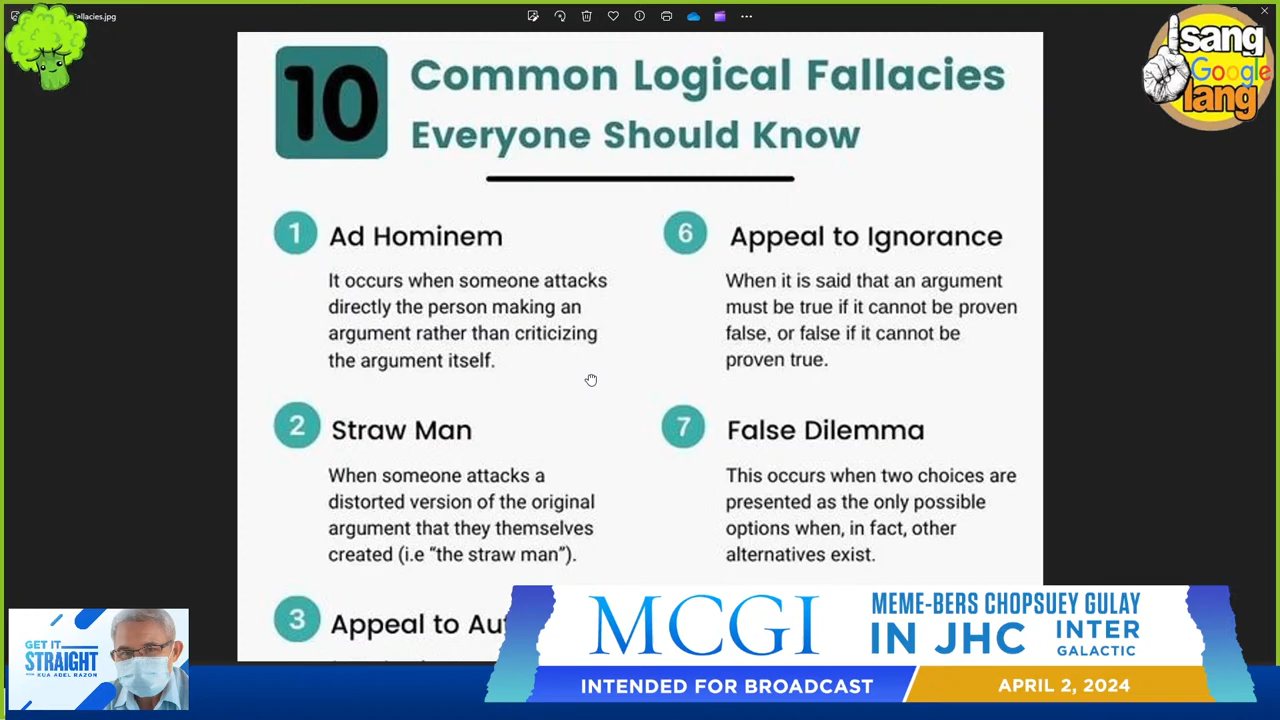 allacies.jpg
10
Common Logical Fallacies
Everyone Should Know
1 Ad Hominem
It occurs when someone attacks
directly the person making an
argument rather than criticizing
the argument itself.
2 Straw Man
When someone attacks a
distorted version of the original
argument that they themselves
created (i.e “the straw man”).
3 Appeal to Au
6 Appeal to Ignorance
When it is said that an argument
must be true if it cannot be proven
false, or false if it cannot be
proven true.
7 False Dilemma
This occurs when two choices are
presented as the only possible
options when, in fact, other
alternatives exist.
Isang
Google
lang
GET IT
STRAIGHT
WITH KUA ADEL RAZON
MCGI
MEME-BERS CHOPSUEY GULAY
IN JHC
INTER
GALACTIC
INTENDED FOR BROADCAST
APRIL 2, 2024